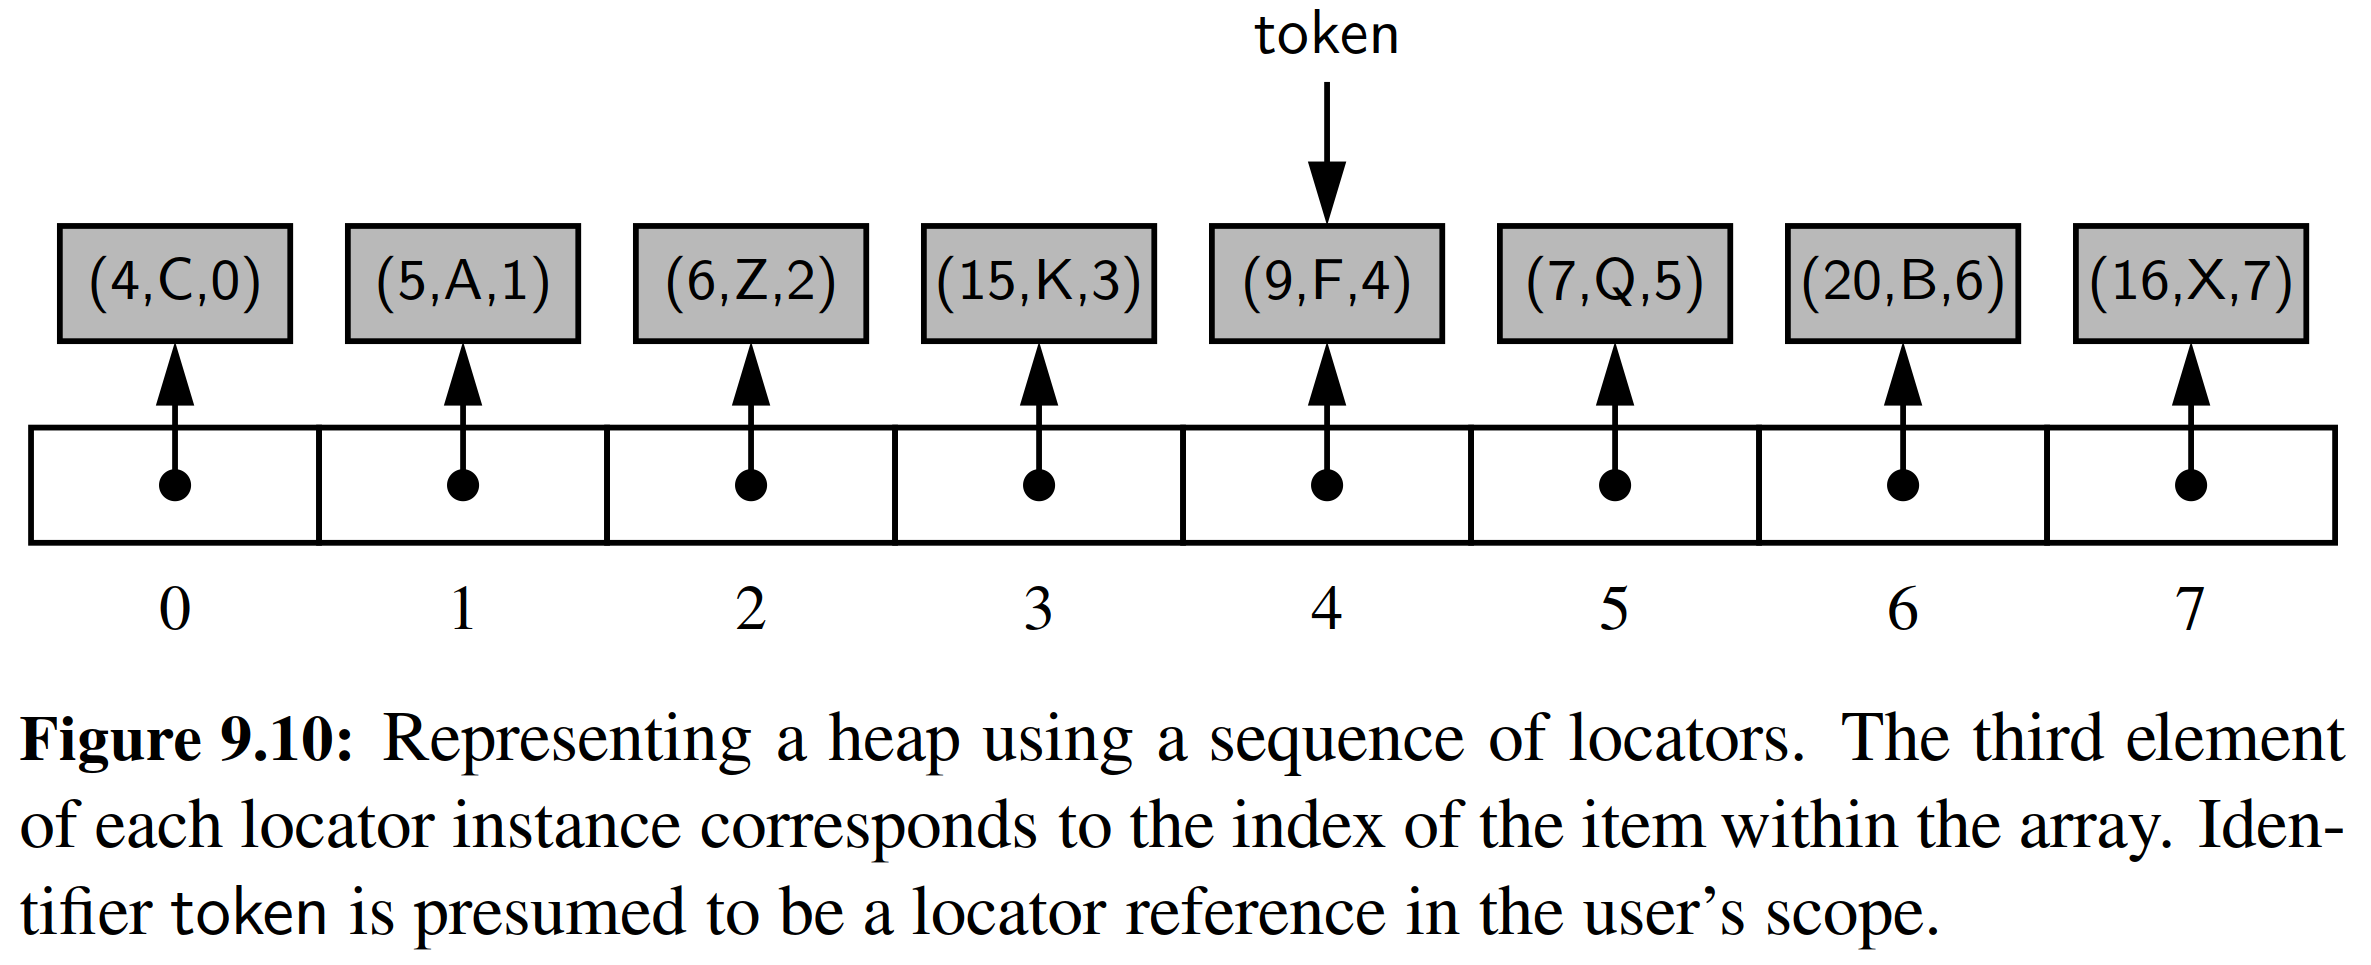 token
(4,C,0) (5,A,1) (6,Z,2) (15,K,3) (9,F,4) (7,Q,5) (20,B,6) (16,X,7)
0 1 2 3 4 5 6 7
Figure 9.10: Representing a heap using a sequence of locators. The third element
of each locator instance corresponds to the index of the item within the array. Iden-
tifier token is presumed to be a locator reference in the user’s scope.